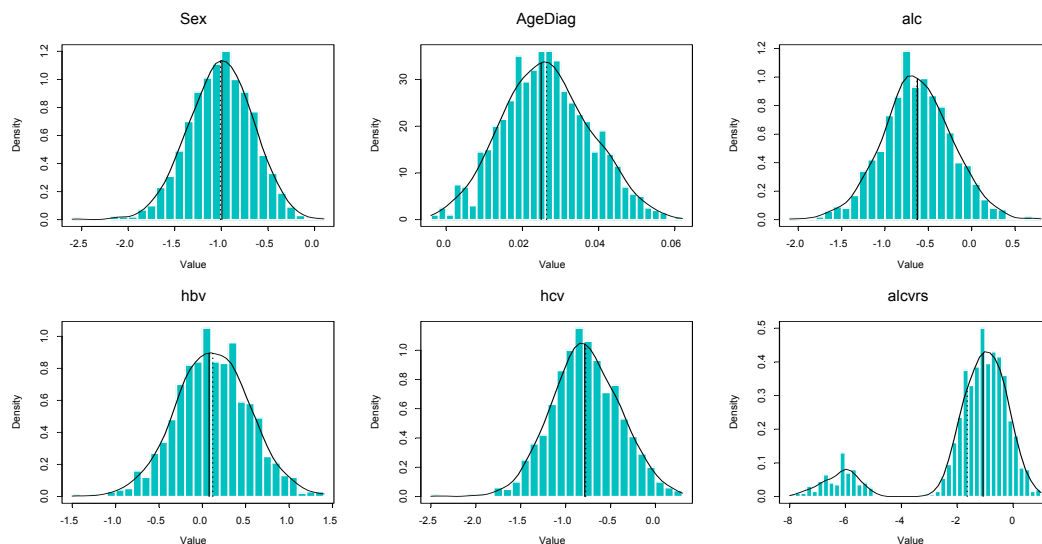 Sex
AgeDiag
alc
Density
0.0 0.2 0.4 0.6 0.8 1.0 1.2
-2.5 -2.0 -1.5 -1.0 -0.5 0.0
Value
Density
0 10 20 30
0.0 0.02 0.04 0.06
Value
Density
0.0 0.2 0.4 0.6 0.8 1.0 1.2
-2.0 -1.5 -1.0 -0.5 0.0 0.5
Value
hbv
hcv
alcvrs
Density
0.0 0.2 0.4 0.6 0.8 1.0
-1.5 -1.0 -0.5 0.0 0.5 1.0 1.5
Value
Density
0.0 0.2 0.4 0.6 0.8 1.0
-2.5 -2.0 -1.5 -1.0 -0.5 0.0
Value
Density
0.0 0.1 0.2 0.3 0.4 0.5
-8 -6 -4 -2 0
Value